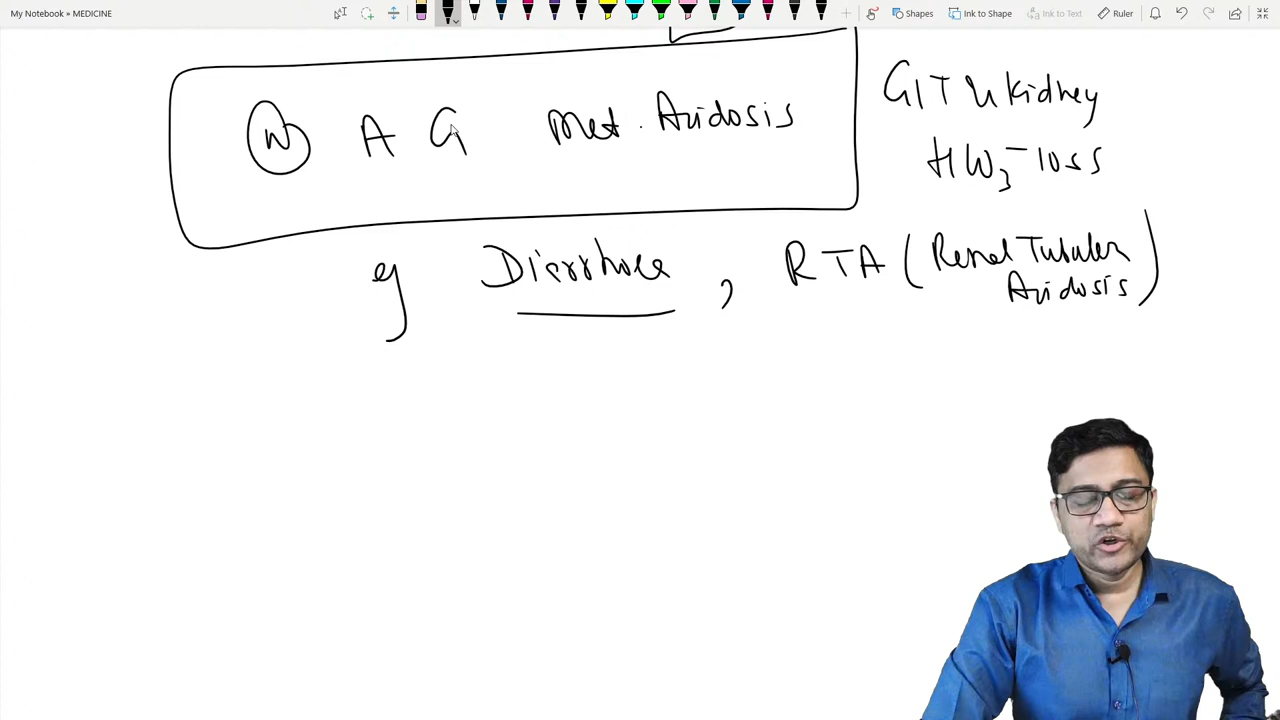 My Notebook » MEDICINE
Shapes Ink to Shape Ink to Text Ruler
N A G Met. Acidosis
GIT & Kidney
HCO3⁻ loss
eg Diarrhoea , RTA (Renal Tubular
Acidosis)